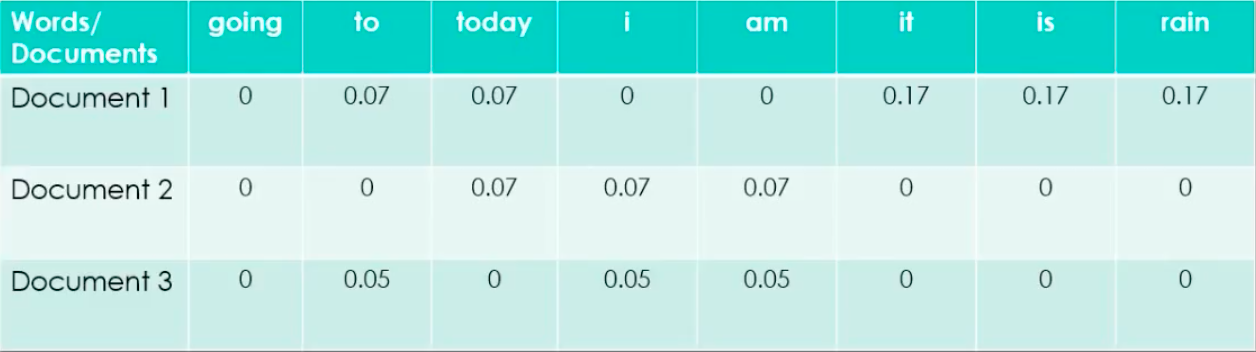 Words/ going to today i am it is rain
Documents
Document 1 0 0.07 0.07 0 0 0.17 0.17 0.17
Document 2 0 0 0.07 0.07 0.07 0 0 0
Document 3 0 0.05 0 0.05 0.05 0 0 0